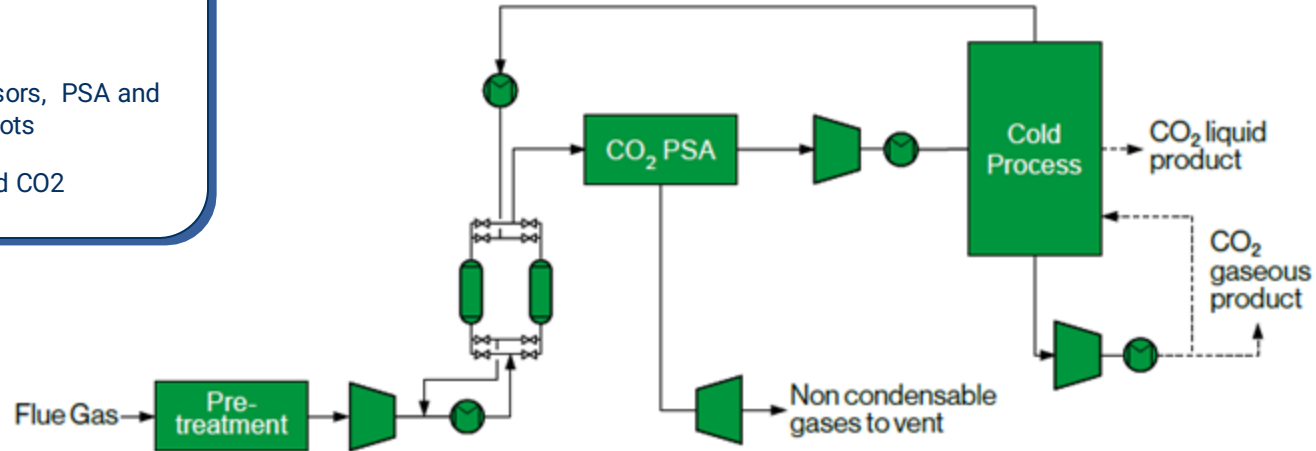 sors, PSA and
ots
d CO2
CO2 PSA
Cold
Process
CO2 liquid
product
CO2
gaseous
product
Flue Gas
Pre-
treatment
Non condensable
gases to vent